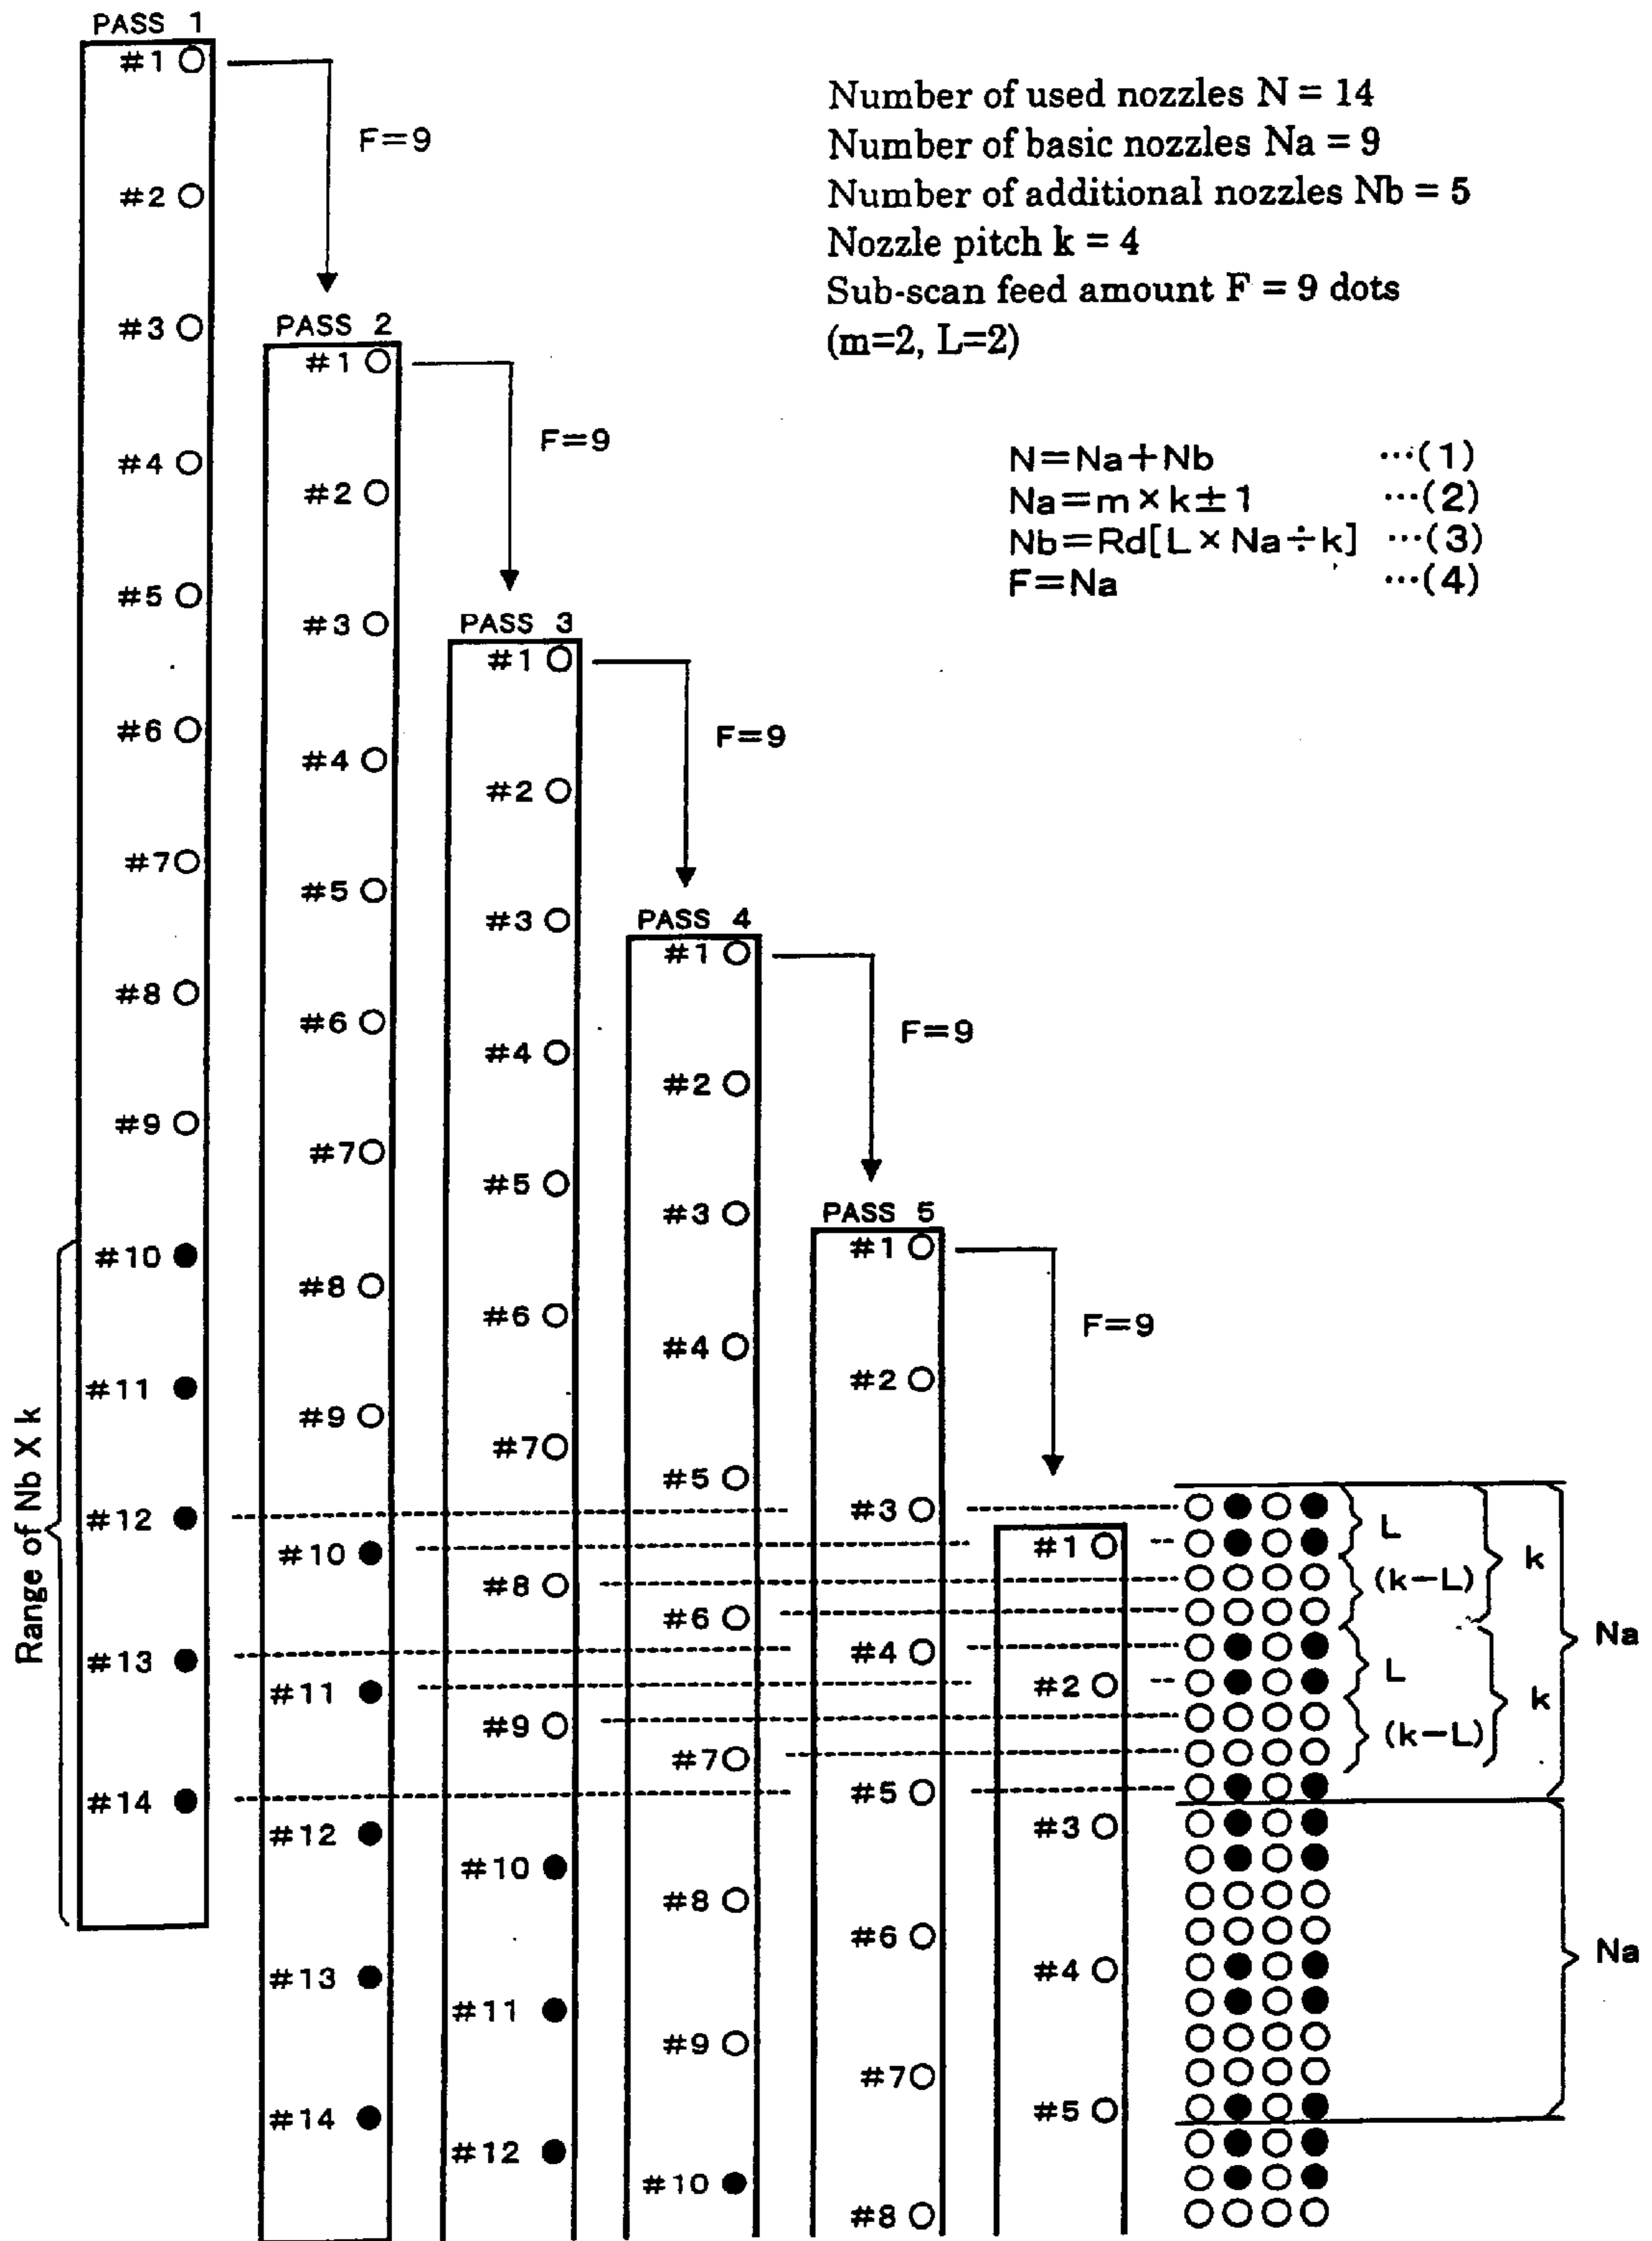 Number of used nozzles N = 14
Number of basic nozzles Na = 9
Number of additional nozzles Nb = 5
Nozzle pitch k = 4
Sub-scan feed amount F = 9 dots
(m=2, L=2)
N=Na+Nb …(1)
Na=m×k±1 …(2)
Nb=Rd[L×Na÷k] …(3)
F=Na …(4)
PASS 1
#1
#2
#3
#4
#5
#6
#7
#8
#9
#10
#11
#12
#13
#14
Range of Nb X k
F=9
PASS 2
#1
#2
#3
#4
#5
#6
#7
#8
#9
#10
#11
#12
#13
#14
F=9
PASS 3
#1
#2
#3
#4
#5
#6
#7
#8
#9
#10
#11
#12
F=9
PASS 4
#1
#2
#3
#4
#5
#6
#7
#8
#9
#10
F=9
PASS 5
#1
#2
#3
#4
#5
#6
#7
#8
F=9
#1
#2
#3
#4
#5
L
(k-L)
k
L
(k-L)
k
Na
Na